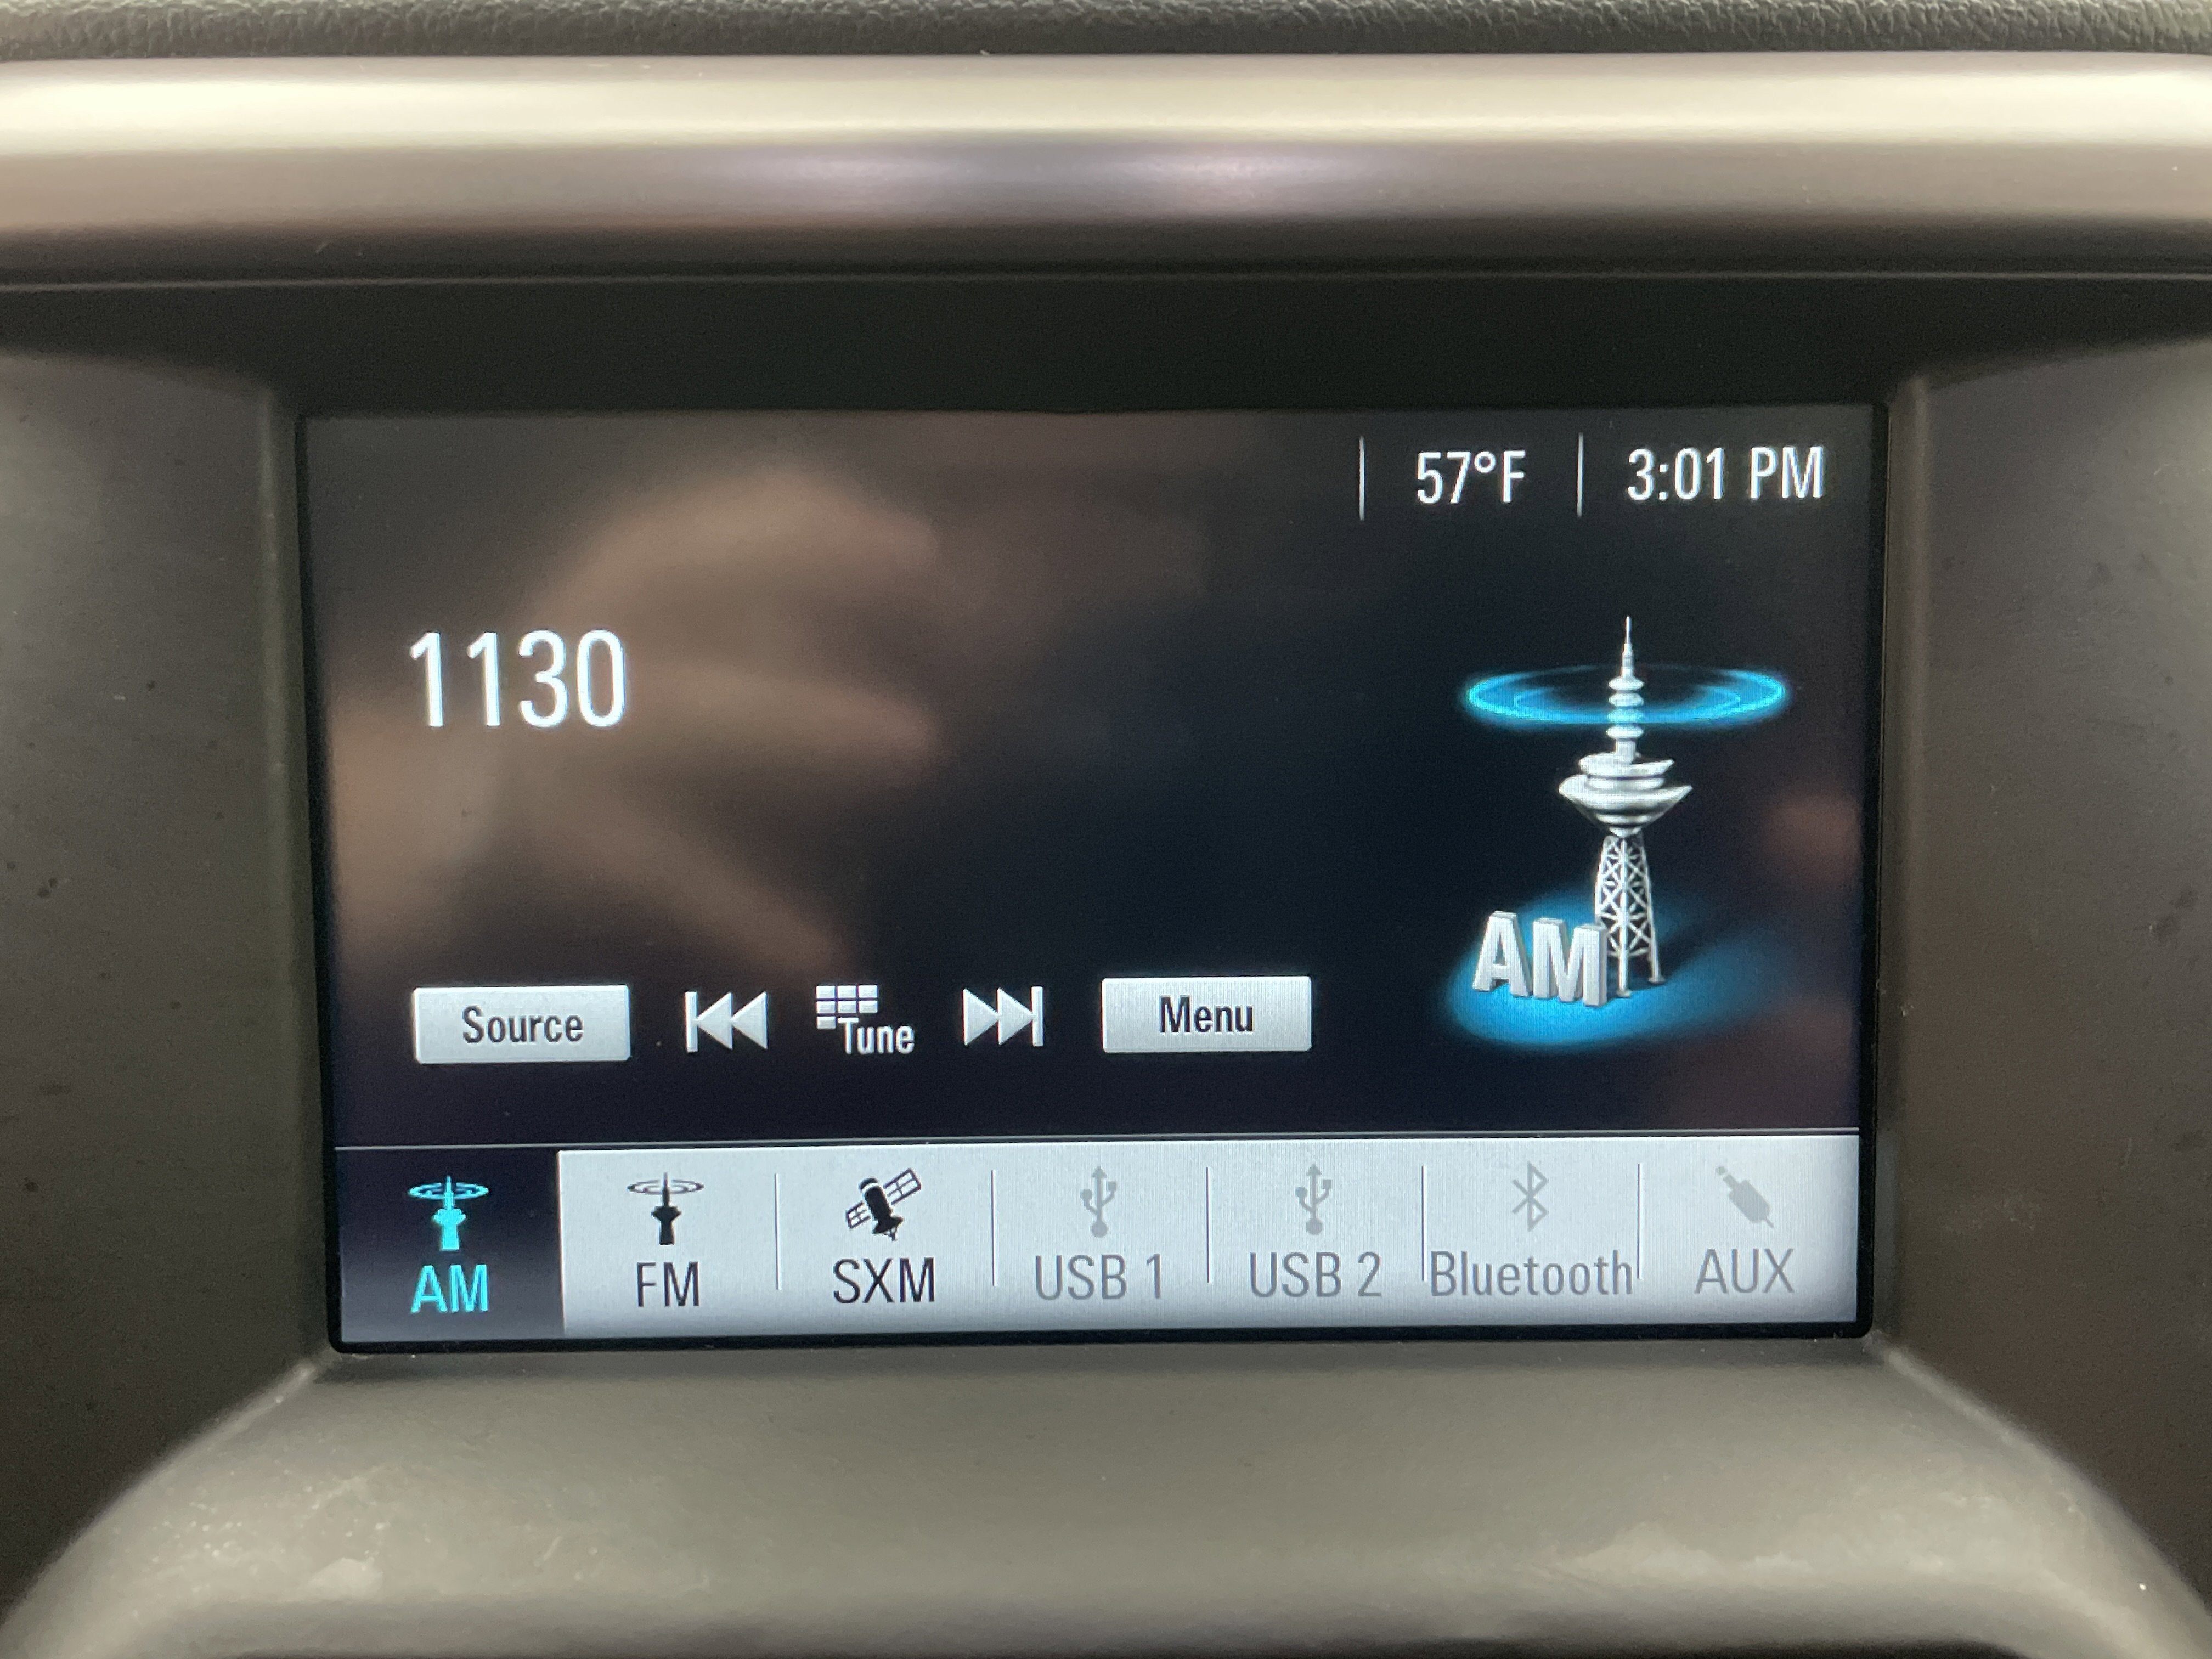 57°F 3:01 PM
1130
AM
Source Tune Menu
AM FM SXM USB 1 USB 2 Bluetooth AUX